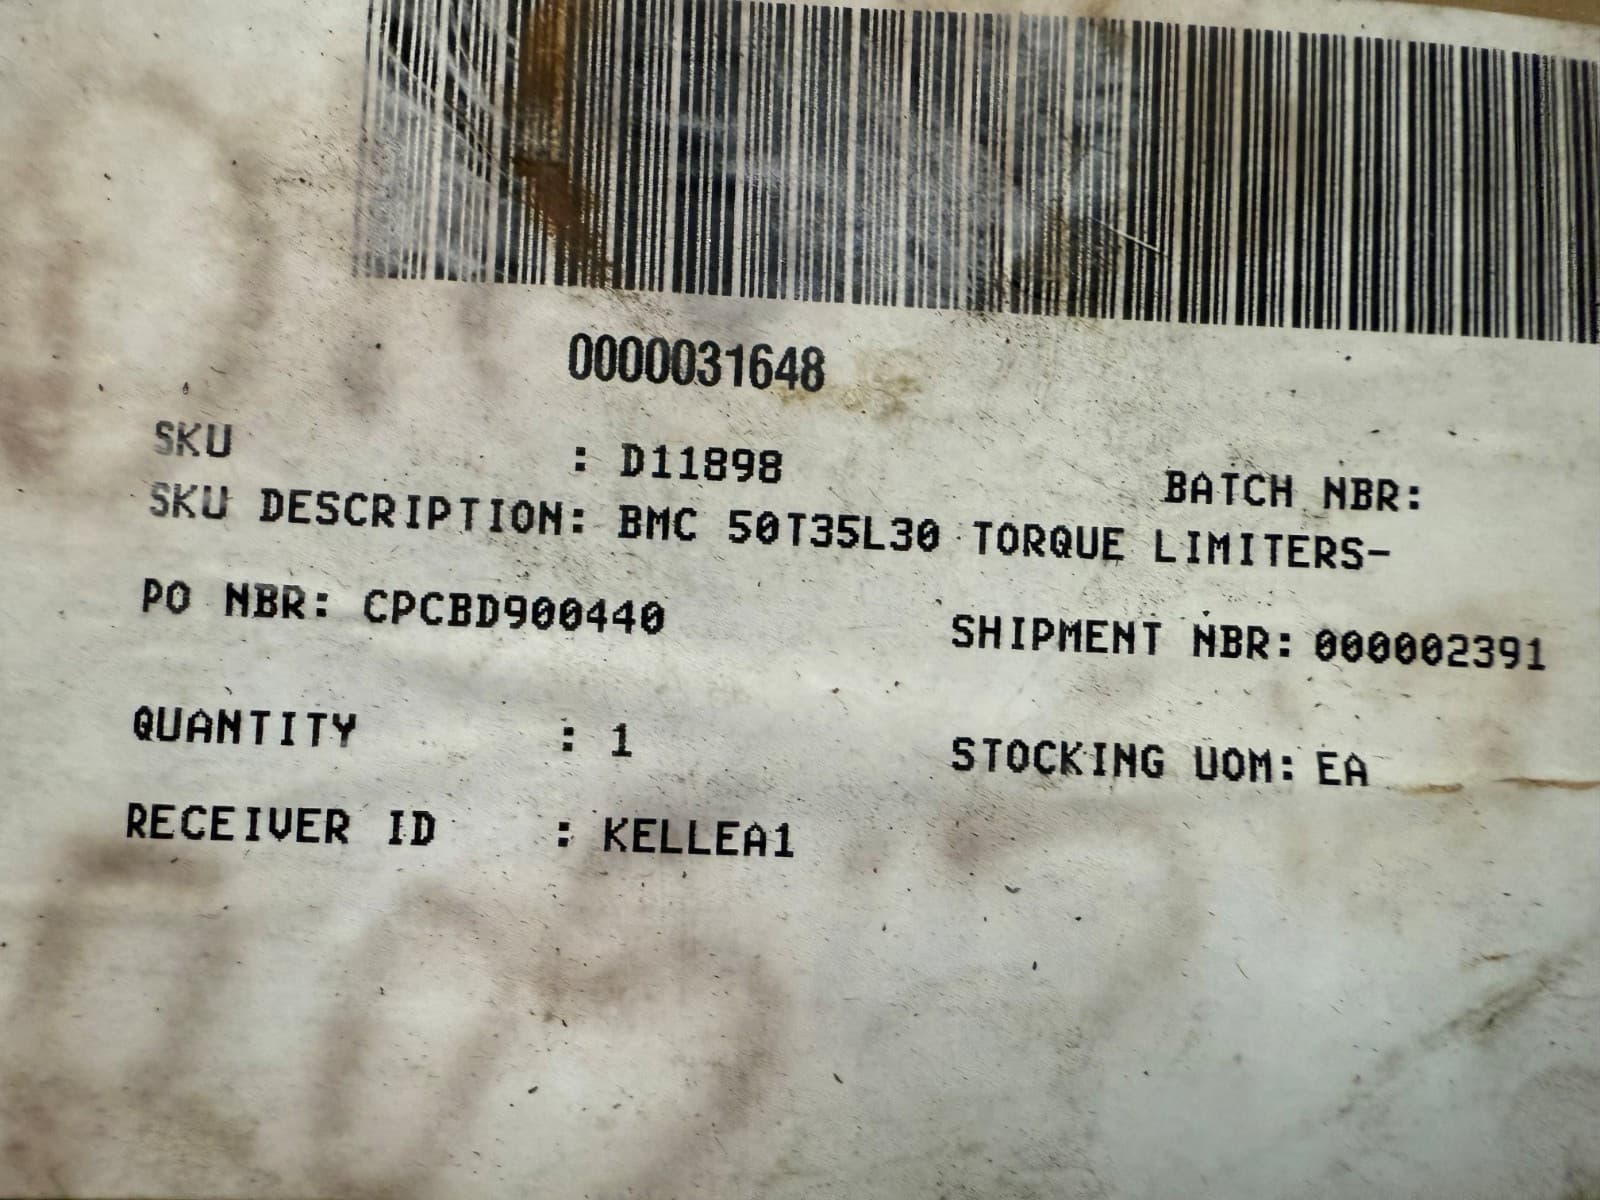 0000031648
SKU : D11898 BATCH NBR:
SKU DESCRIPTION: BMC 50T35L30 TORQUE LIMITERS-
PO NBR: CPCBD900440 SHIPMENT NBR: 000002391
QUANTITY : 1 STOCKING UOM: EA
RECEIVER ID : KELLEA1